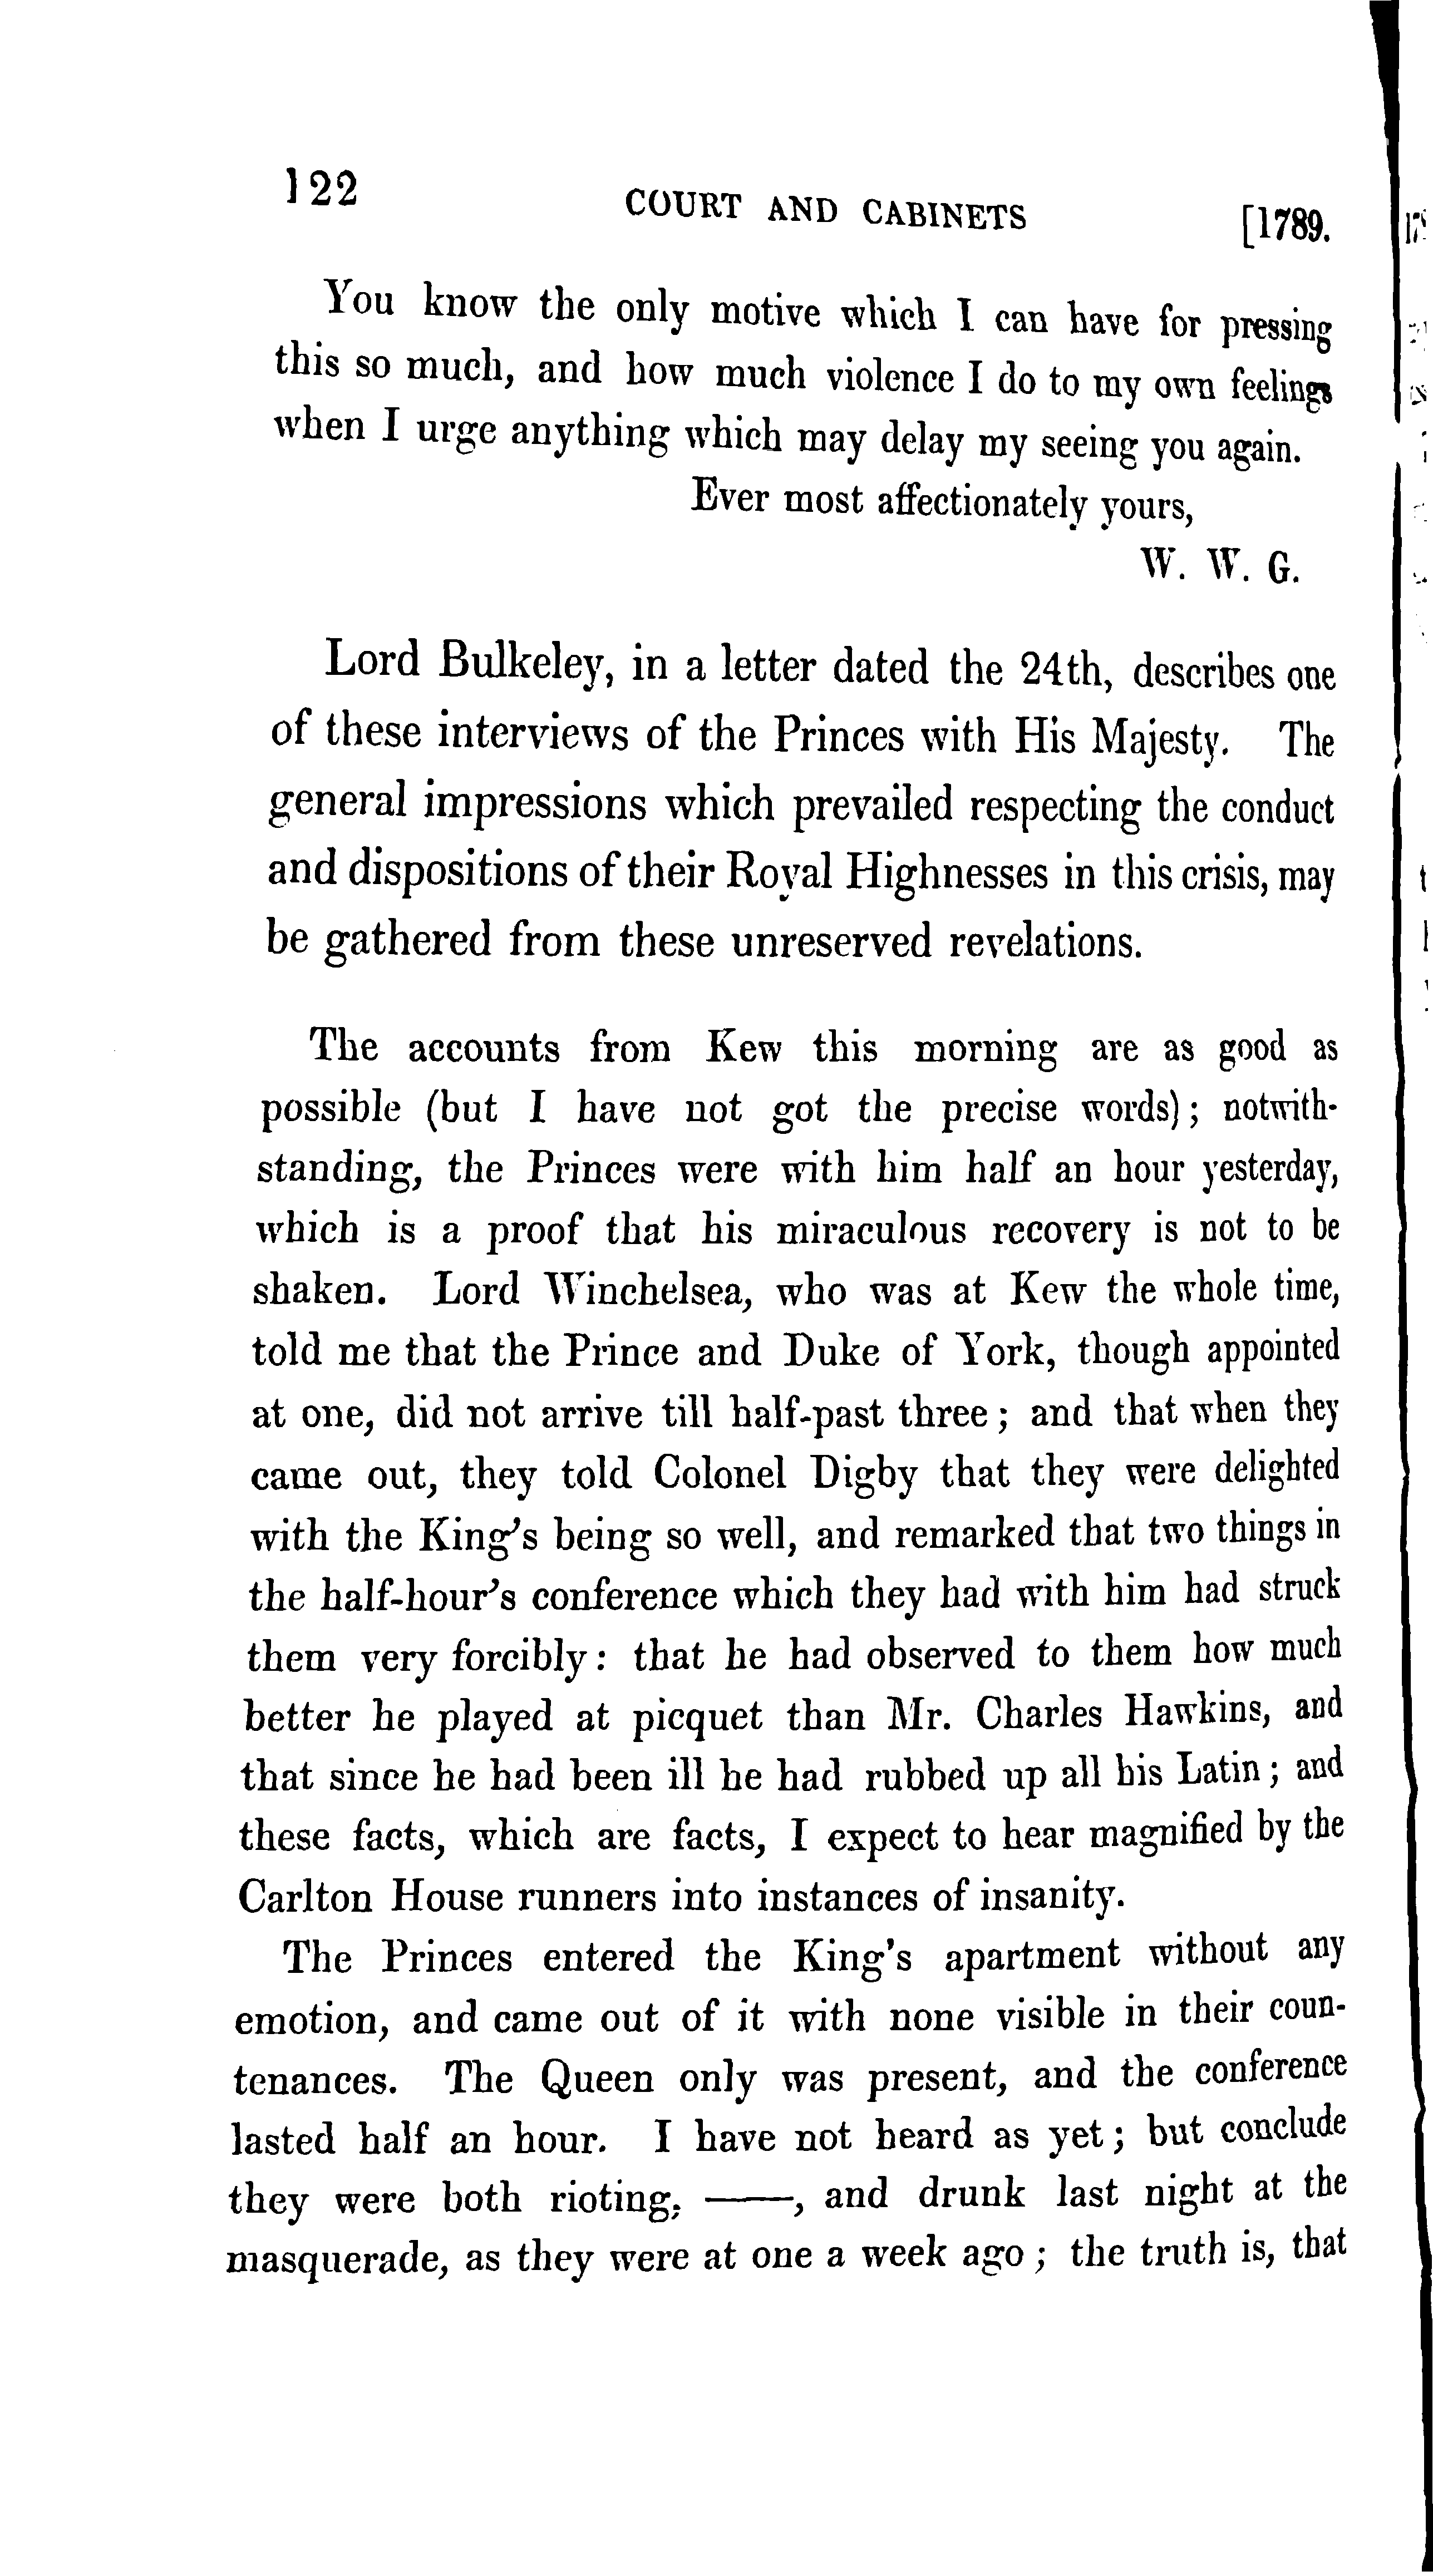 122 COURT AND CABINETS [1789.
You know the only motive which I can have for pressing
this so much, and how much violence I do to my own feelings
when I urge anything which may delay my seeing you again.
Ever most affectionately yours,
W. W. G.
Lord Bulkeley, in a letter dated the 24th, describes one
of these interviews of the Princes with His Majesty. The
general impressions which prevailed respecting the conduct
and dispositions of their Royal Highnesses in this crisis, may
be gathered from these unreserved revelations.
The accounts from Kew this morning are as good as
possible (but I have not got the precise words); notwith-
standing, the Princes were with him half an hour yesterday,
which is a proof that his miraculous recovery is not to be
shaken. Lord Winchelsea, who was at Kew the whole time,
told me that the Prince and Duke of York, though appointed
at one, did not arrive till half-past three; and that when they
came out, they told Colonel Digby that they were delighted
with the King's being so well, and remarked that two things in
the half-hour's conference which they had with him had struck
them very forcibly: that he had observed to them how much
better he played at picquet than Mr. Charles Hawkins, and
that since he had been ill he had rubbed up all his Latin; and
these facts, which are facts, I expect to hear magnified by the
Carlton House runners into instances of insanity.
The Princes entered the King's apartment without any
emotion, and came out of it with none visible in their coun-
tenances. The Queen only was present, and the conference
lasted half an hour. I have not heard as yet; but conclude
they were both rioting, ——, and drunk last night at the
masquerade, as they were at one a week ago; the truth is, that